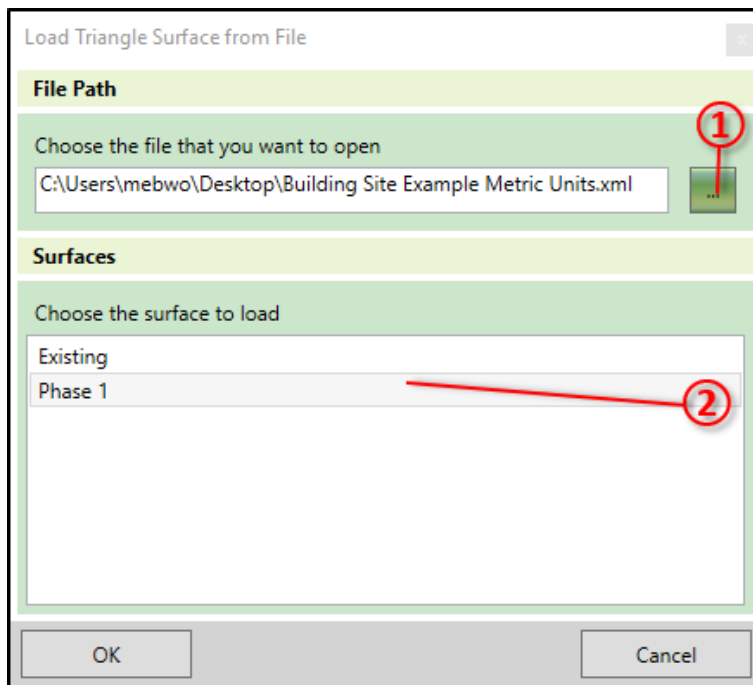 Load Triangle Surface from File
x
File Path
1
Choose the file that you want to open
C:\Users\mebwo\Desktop\Building Site Example Metric Units.xml
...
Surfaces
Choose the surface to load
Existing
Phase 1
2
OK
Cancel